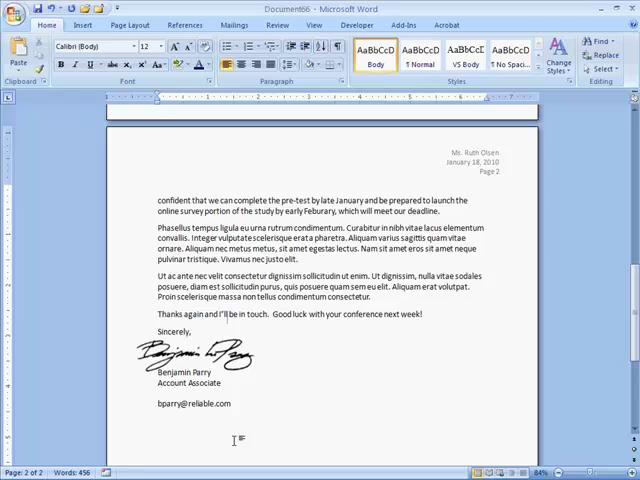 Document66 - Microsoft Word
Home Insert Page Layout References Mailings Review View Developer Add-Ins Acrobat
Paste
Calibri (Body) 12
AaBbCcD AaBbCcD AaBbCcD AaBbCcD
Body ¶ Normal VS Body ¶ No Spaci...
Change Styles
Find
Replace
Select
Clipboard Font Paragraph Styles Editing
Ms. Ruth Olsen
January 18, 2010
Page 2
confident that we can complete the pre-test by late January and be prepared to launch the
online survey portion of the study by early Feburary, which will meet our deadline.
Phasellus tempus ligula eu urna rutrum condimentum. Curabitur in nibh vitae lacus elementum
convallis. Integer vulputate scelerisque erat a pharetra. Aliquam varius sagittis quam vitae
ornare. Aliquam nec metus metus, sit amet egestas lectus. Nam sit amet eros sit amet neque
pulvinar tristique. Vivamus nec justo elit.
Ut ac ante nec velit consectetur dignissim sollicitudin ut enim. Ut dignissim, nulla vitae sodales
posuere, diam est sollicitudin purus, quis posuere quam sem eu elit. Aliquam erat volutpat.
Proin scelerisque massa non tellus condimentum consectetur.
Thanks again and I'll be in touch. Good luck with your conference next week!
Sincerely,
Benjamin Parry
Account Associate
bparry@reliable.com
Page: 2 of 2 Words: 456 84%